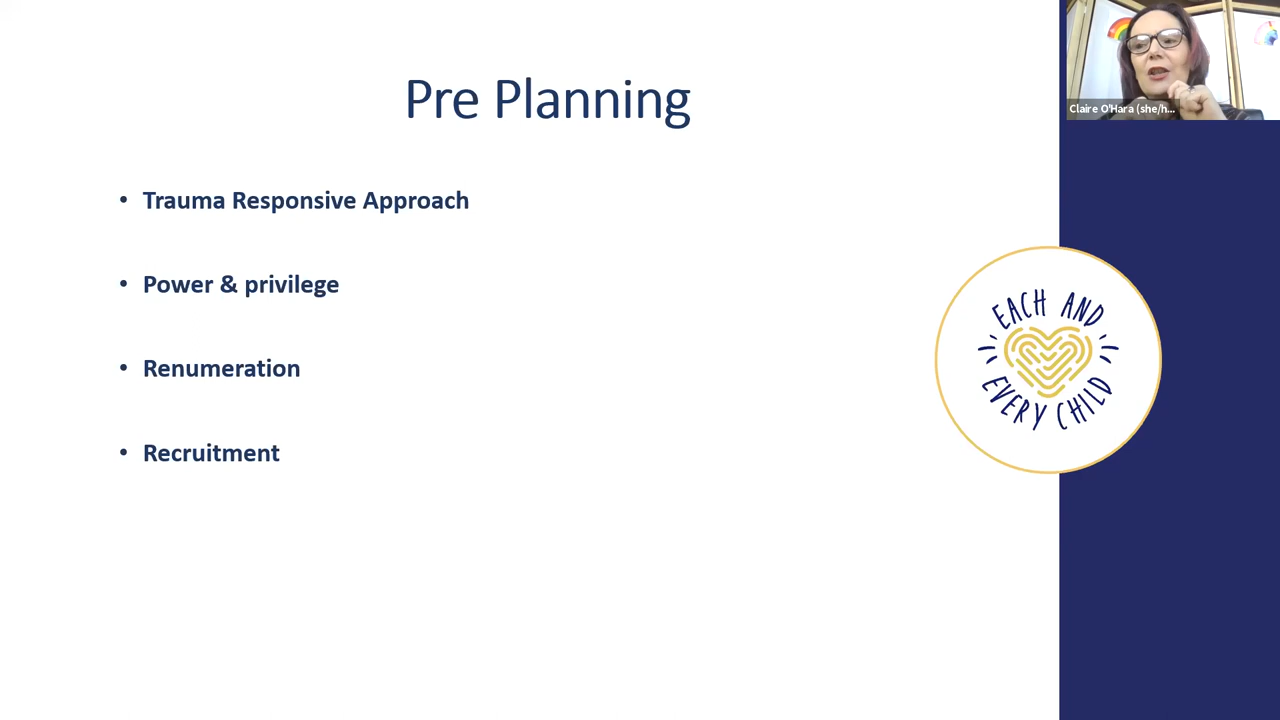 Pre Planning
• Trauma Responsive Approach
• Power & privilege
• Renumeration
• Recruitment
EACH AND
EVERY CHILD
Claire O'Hara (she/h...